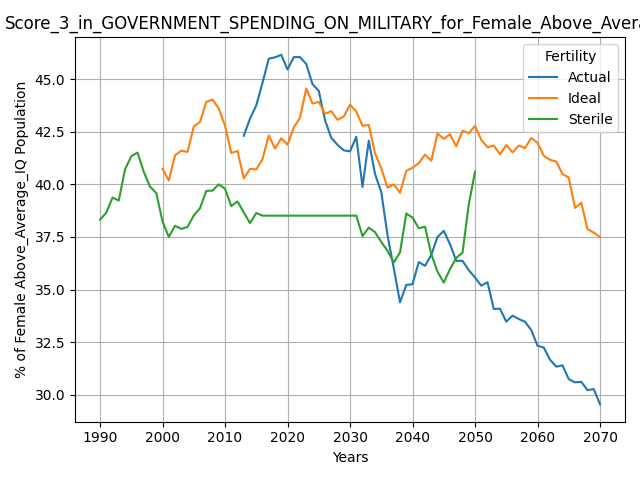 Score_3_in_GOVERNMENT_SPENDING_ON_MILITARY_for_Female_Above_Avera
% of Female Above_Average_IQ Population
45.0
42.5
40.0
37.5
35.0
32.5
30.0
Fertility
Actual
Ideal
Sterile
1990 2000 2010 2020 2030 2040 2050 2060 2070
Years